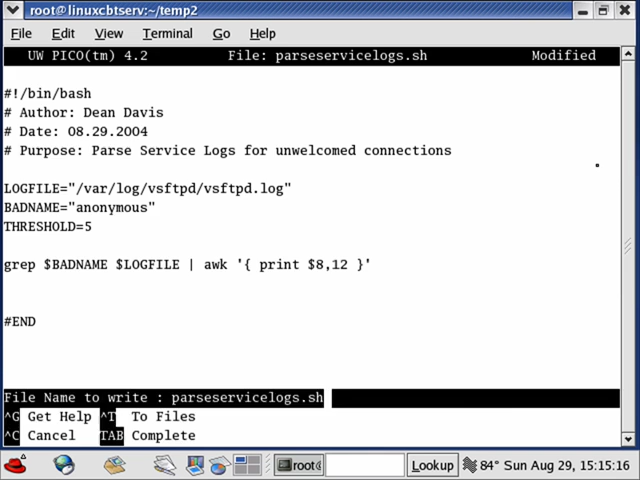 root@linuxcbtserv:~/temp2
File Edit View Terminal Go Help
UW PICO(tm) 4.2 File: parseservicelogs.sh Modified
#!/bin/bash
# Author: Dean Davis
# Date: 08.29.2004
# Purpose: Parse Service Logs for unwelcomed connections
LOGFILE="/var/log/vsftpd/vsftpd.log"
BADNAME="anonymous"
THRESHOLD=5
grep $BADNAME $LOGFILE | awk '{ print $8,12 }'
#END
File Name to write : parseservicelogs.sh
^G Get Help ^T To Files
^C Cancel TAB Complete
root@ Lookup 84° Sun Aug 29, 15:15:16